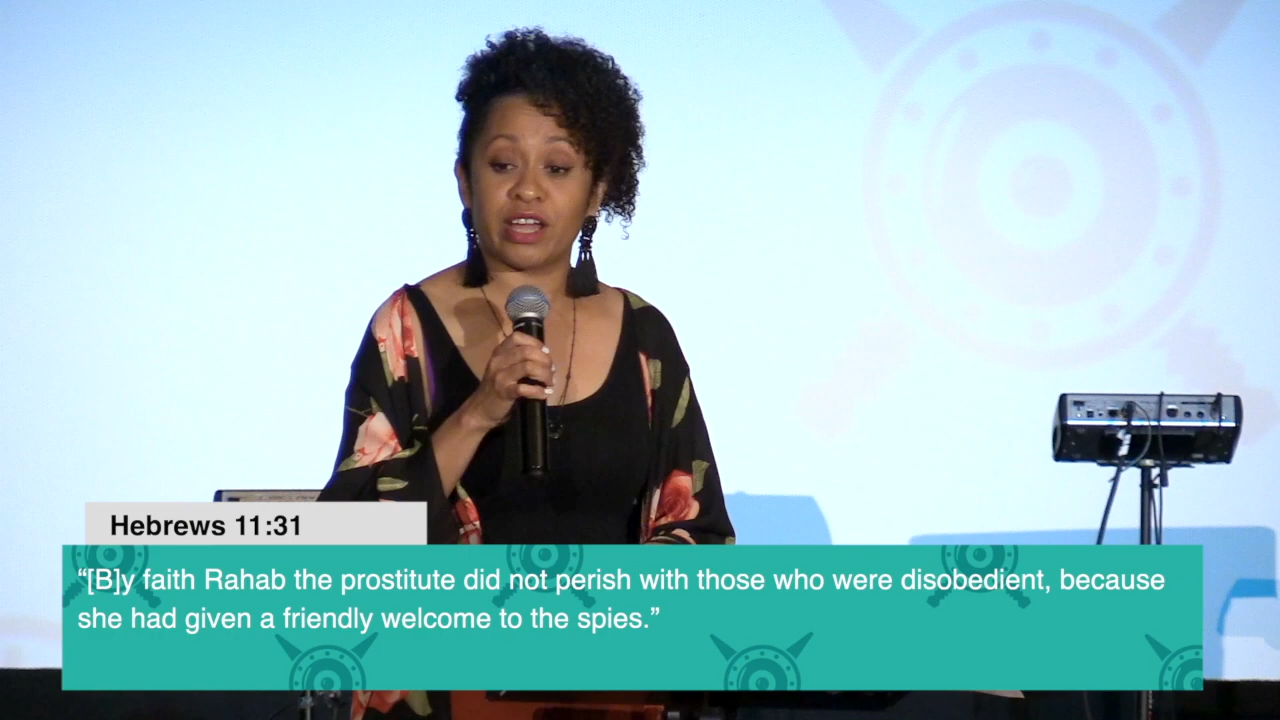 Hebrews 11:31
“[B]y faith Rahab the prostitute did not perish with those who were disobedient, because
she had given a friendly welcome to the spies.”